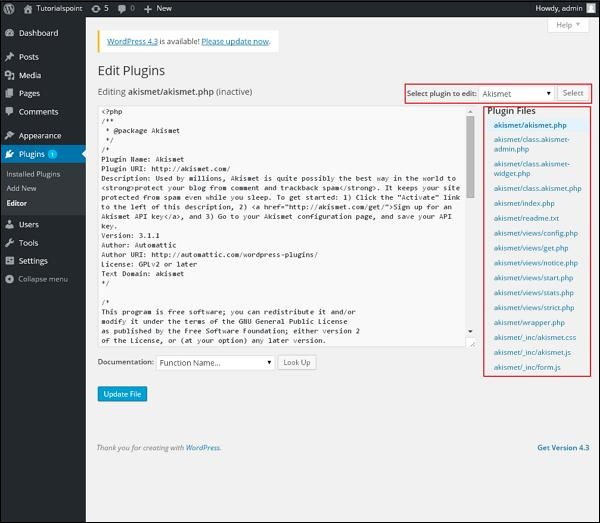 Tutorialspoint 5 0 + New
Howdy, admin
Dashboard
Posts
Media
Pages
Comments
Appearance
Plugins 1
Installed Plugins
Add New
Editor
Users
Tools
Settings
Collapse menu
Help
WordPress 4.3 is available! Please update now.
Edit Plugins
Editing akismet/akismet.php (inactive)
Select plugin to edit: Akismet Select
<?php
/**
* @package Akismet
*/
/*
Plugin Name: Akismet
Plugin URI: http://akismet.com/
Description: Used by millions, Akismet is quite possibly the best way in the world to
<strong>protect your blog from comment and trackback spam</strong>. It keeps your site
protected from spam even while you sleep. To get started: 1) Click the "Activate" link
to the left of this description, 2) <a href="http://akismet.com/get/">Sign up for an
Akismet API key</a>, and 3) Go to your Akismet configuration page, and save your API
key.
Version: 3.1.1
Author: Automattic
Author URI: http://automattic.com/wordpress-plugins/
License: GPLv2 or later
Text Domain: akismet
*/
/*
This program is free software; you can redistribute it and/or
modify it under the terms of the GNU General Public License
as published by the Free Software Foundation; either version 2
of the License, or (at your option) any later version.
Plugin Files
akismet/akismet.php
akismet/class.akismet-
admin.php
akismet/class.akismet-
widget.php
akismet/class.akismet.php
akismet/index.php
akismet/readme.txt
akismet/views/config.php
akismet/views/get.php
akismet/views/notice.php
akismet/views/start.php
akismet/views/stats.php
akismet/views/strict.php
akismet/wrapper.php
akismet/_inc/akismet.css
akismet/_inc/akismet.js
akismet/_inc/form.js
Documentation: Function Name... Look Up
Update File
Thank you for creating with WordPress.
Get Version 4.3